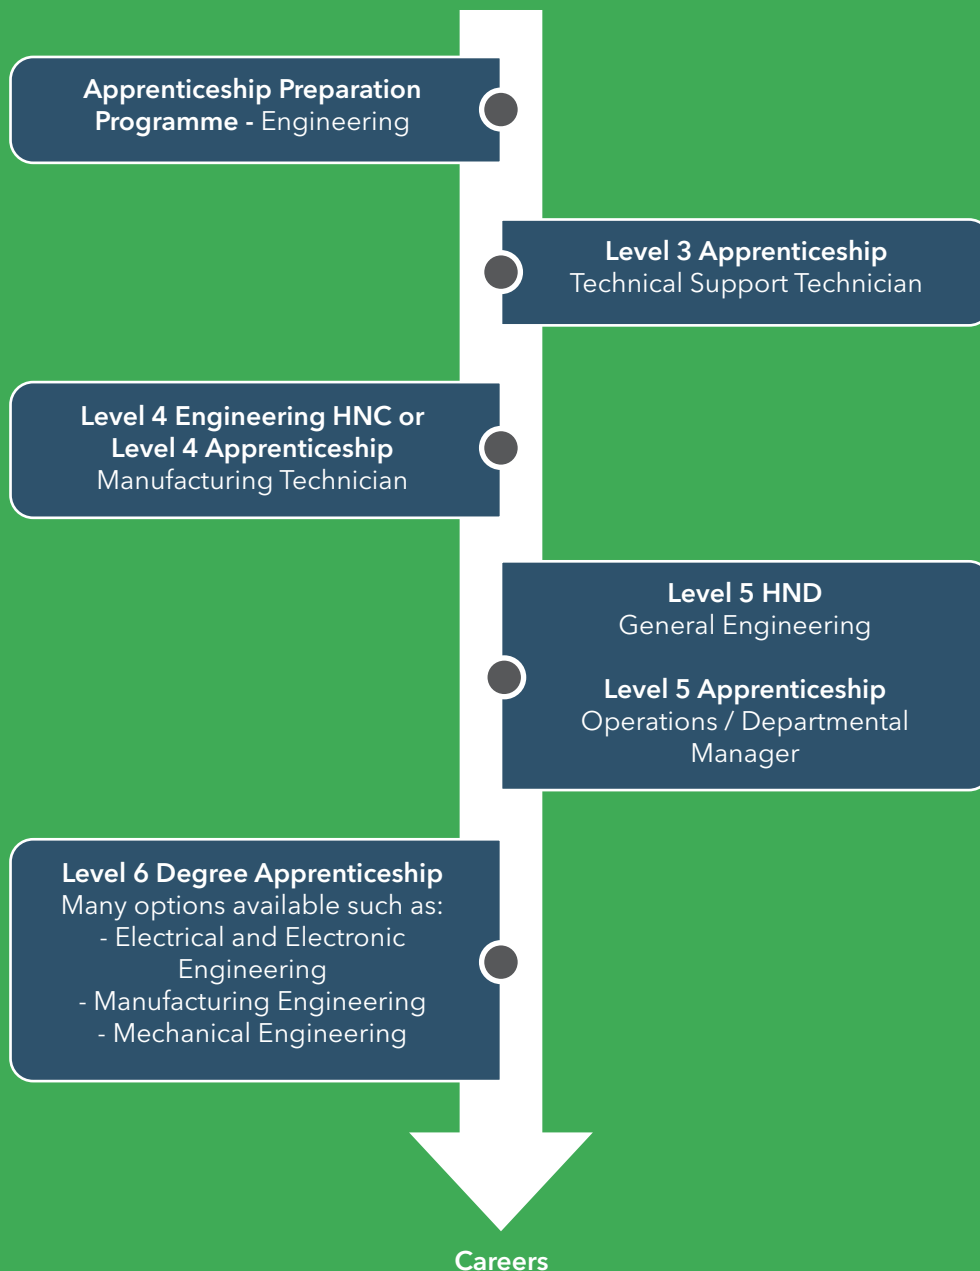 Apprenticeship Preparation
Programme - Engineering
Level 3 Apprenticeship
Technical Support Technician
Level 4 Engineering HNC or
Level 4 Apprenticeship
Manufacturing Technician
Level 5 HND
General Engineering
Level 5 Apprenticeship
Operations / Departmental
Manager
Level 6 Degree Apprenticeship
Many options available such as:
- Electrical and Electronic
Engineering
- Manufacturing Engineering
- Mechanical Engineering
Careers